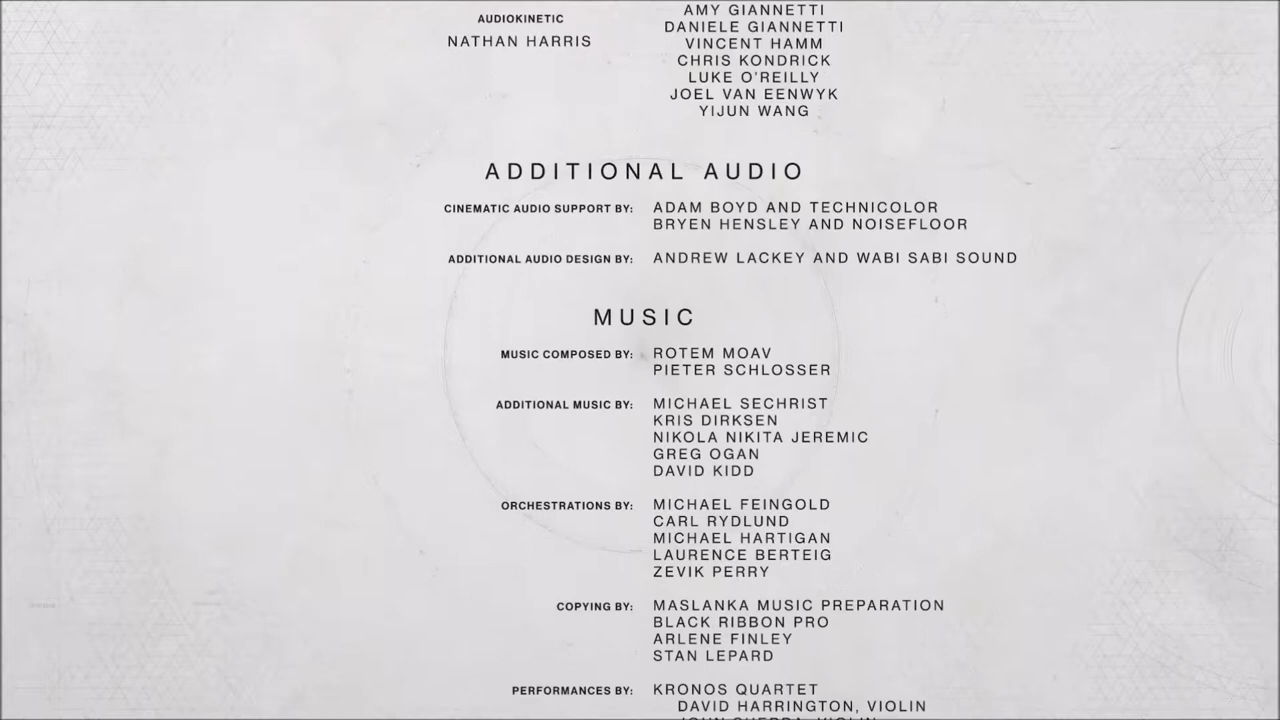 AUDIOKINETIC
NATHAN HARRIS
AMY GIANNETTI
DANIELE GIANNETTI
VINCENT HAMM
CHRIS KONDRICK
LUKE O'REILLY
JOEL VAN EENWYK
YIJUN WANG
ADDITIONAL AUDIO
CINEMATIC AUDIO SUPPORT BY: ADAM BOYD AND TECHNICOLOR
BRYEN HENSLEY AND NOISEFLOOR
ADDITIONAL AUDIO DESIGN BY: ANDREW LACKEY AND WABI SABI SOUND
MUSIC
MUSIC COMPOSED BY: ROTEM MOAV
PIETER SCHLOSSER
ADDITIONAL MUSIC BY: MICHAEL SECHRIST
KRIS DIRKSEN
NIKOLA NIKITA JEREMIC
GREG OGAN
DAVID KIDD
ORCHESTRATIONS BY: MICHAEL FEINGOLD
CARL RYDLUND
MICHAEL HARTIGAN
LAURENCE BERTEIG
ZEVIK PERRY
COPYING BY: MASLANKA MUSIC PREPARATION
BLACK RIBBON PRO
ARLENE FINLEY
STAN LEPARD
PERFORMANCES BY: KRONOS QUARTET
DAVID HARRINGTON, VIOLIN